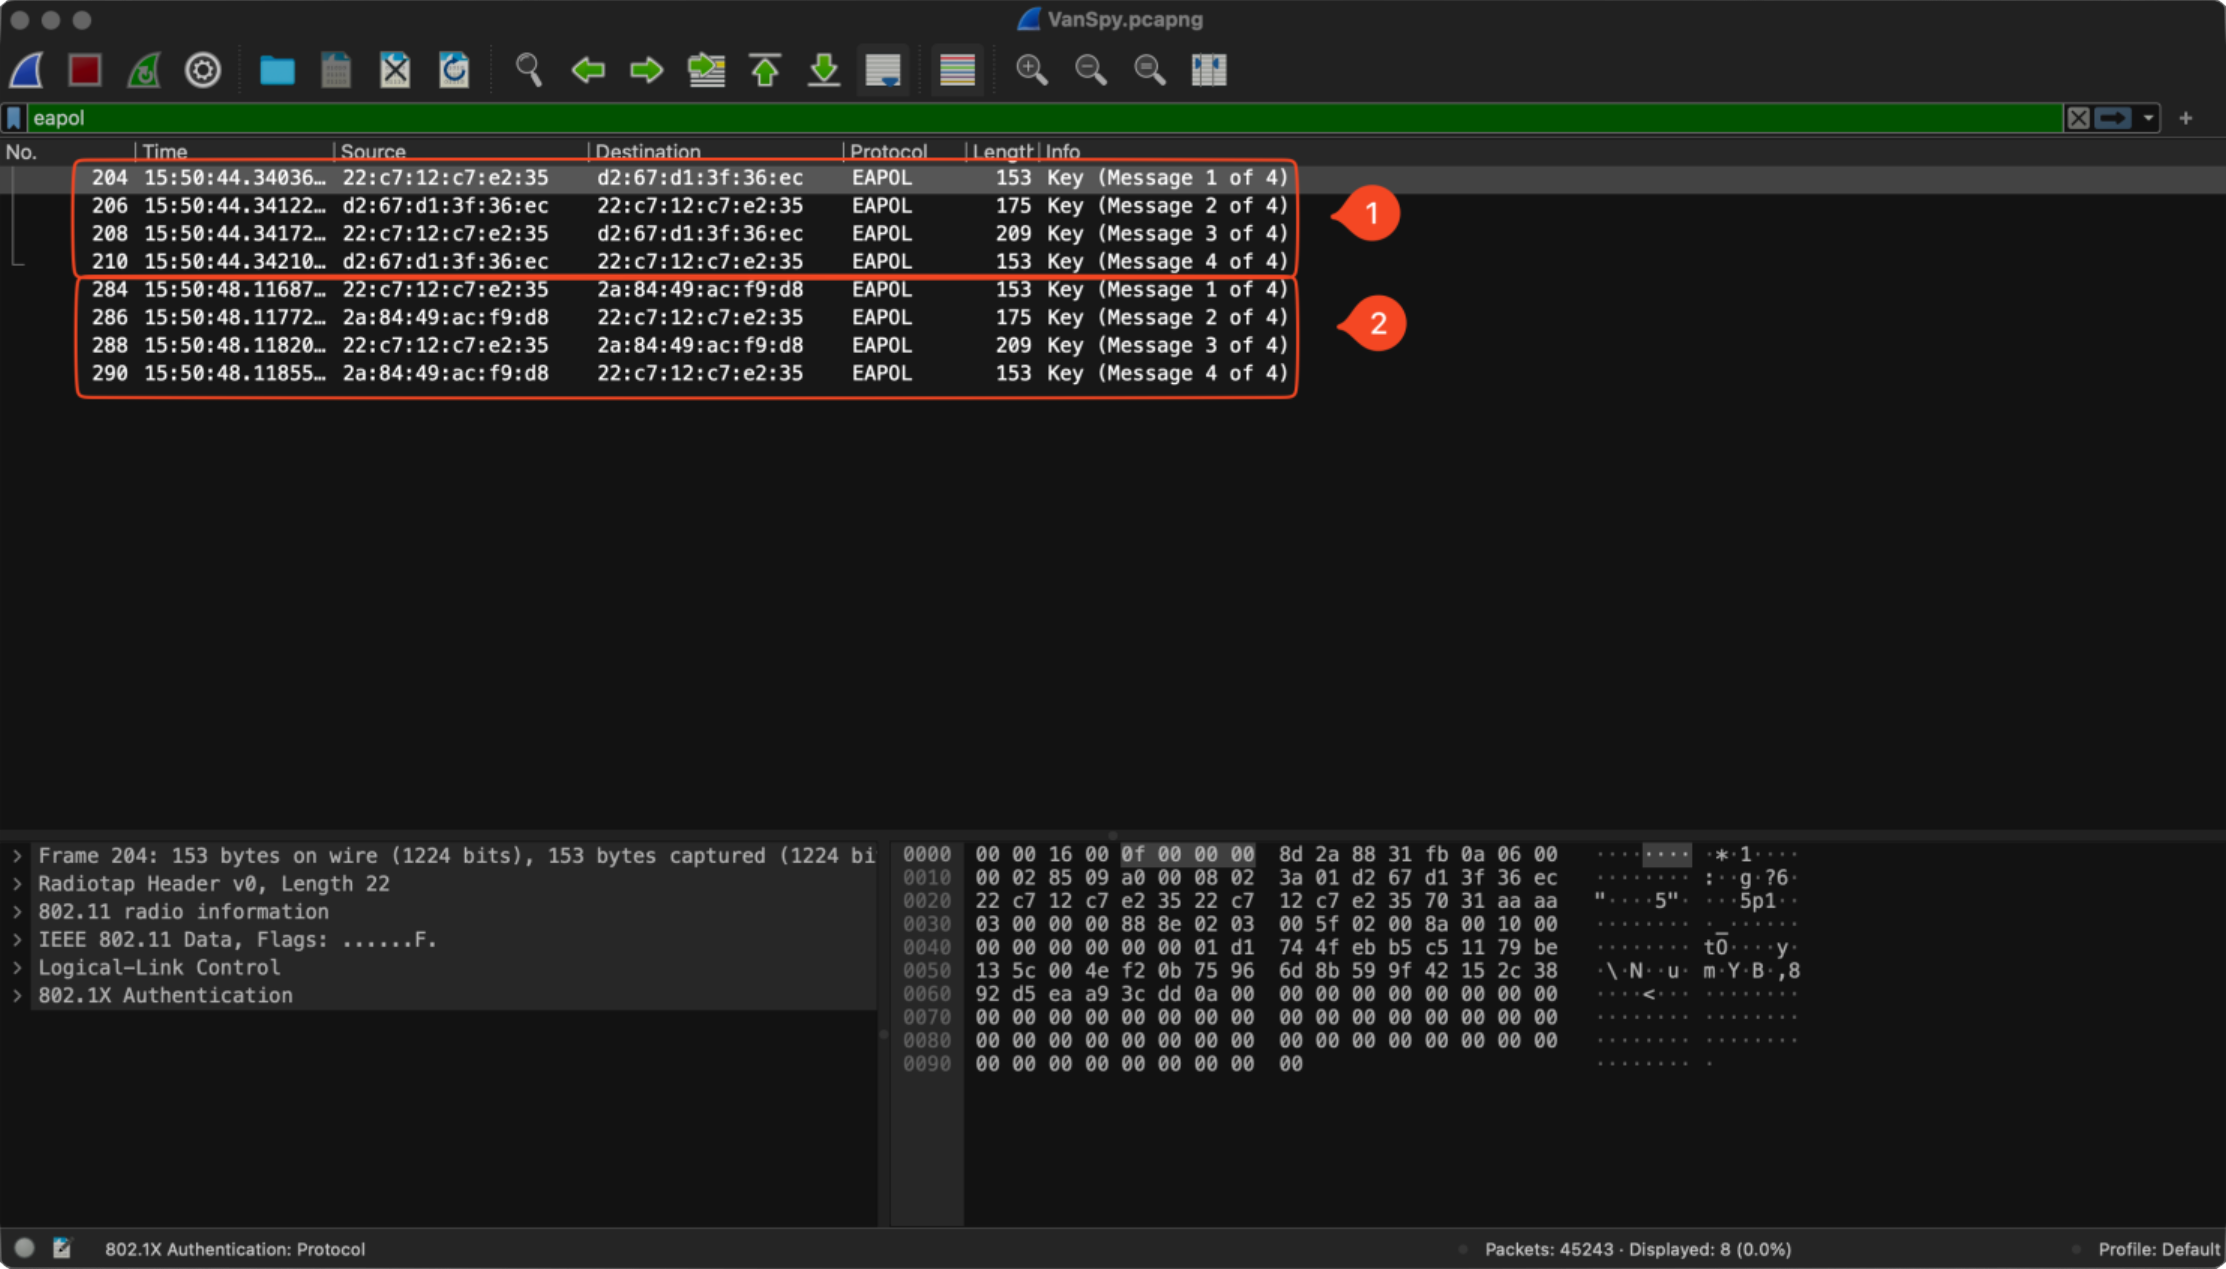 VanSpy.pcapng
eapol
No. Time Source Destination Protocol Length Info
204 15:50:44.34036… 22:c7:12:c7:e2:35 d2:67:d1:3f:36:ec EAPOL 153 Key (Message 1 of 4)
206 15:50:44.34122… d2:67:d1:3f:36:ec 22:c7:12:c7:e2:35 EAPOL 175 Key (Message 2 of 4)
208 15:50:44.34172… 22:c7:12:c7:e2:35 d2:67:d1:3f:36:ec EAPOL 209 Key (Message 3 of 4)
210 15:50:44.34210… d2:67:d1:3f:36:ec 22:c7:12:c7:e2:35 EAPOL 153 Key (Message 4 of 4)
1
284 15:50:48.11687… 22:c7:12:c7:e2:35 2a:84:49:ac:f9:d8 EAPOL 153 Key (Message 1 of 4)
286 15:50:48.11772… 2a:84:49:ac:f9:d8 22:c7:12:c7:e2:35 EAPOL 175 Key (Message 2 of 4)
288 15:50:48.11820… 22:c7:12:c7:e2:35 2a:84:49:ac:f9:d8 EAPOL 209 Key (Message 3 of 4)
290 15:50:48.11855… 2a:84:49:ac:f9:d8 22:c7:12:c7:e2:35 EAPOL 153 Key (Message 4 of 4)
2
Frame 204: 153 bytes on wire (1224 bits), 153 bytes captured (1224 bi
Radiotap Header v0, Length 22
802.11 radio information
IEEE 802.11 Data, Flags: ......F.
Logical-Link Control
802.1X Authentication
0000 00 00 16 00 0f 00 00 00 8d 2a 88 31 fb 0a 06 00 ········ ·*·1····
0010 00 02 85 09 a0 00 08 02 3a 01 d2 67 d1 3f 36 ec ········ :··g·?6·
0020 22 c7 12 c7 e2 35 22 c7 12 c7 e2 35 70 31 aa aa "····5"· ···5p1··
0030 03 00 00 00 88 8e 02 03 00 5f 02 00 8a 00 10 00 ········ ·_······
0040 00 00 00 00 00 00 01 d1 74 4f eb b5 c5 11 79 be ········ tO····y·
0050 13 5c 00 4e f2 0b 75 96 6d 8b 59 9f 42 15 2c 38 ·\·N··u· m·Y·B·,8
0060 92 d5 ea a9 3c dd 0a 00 00 00 00 00 00 00 00 00 ····<··· ········
0070 00 00 00 00 00 00 00 00 00 00 00 00 00 00 00 00 ········ ········
0080 00 00 00 00 00 00 00 00 00 00 00 00 00 00 00 00 ········ ········
0090 00 00 00 00 00 00 00 00 00 ········ ·
802.1X Authentication: Protocol
Packets: 45243 · Displayed: 8 (0.0%)
Profile: Default